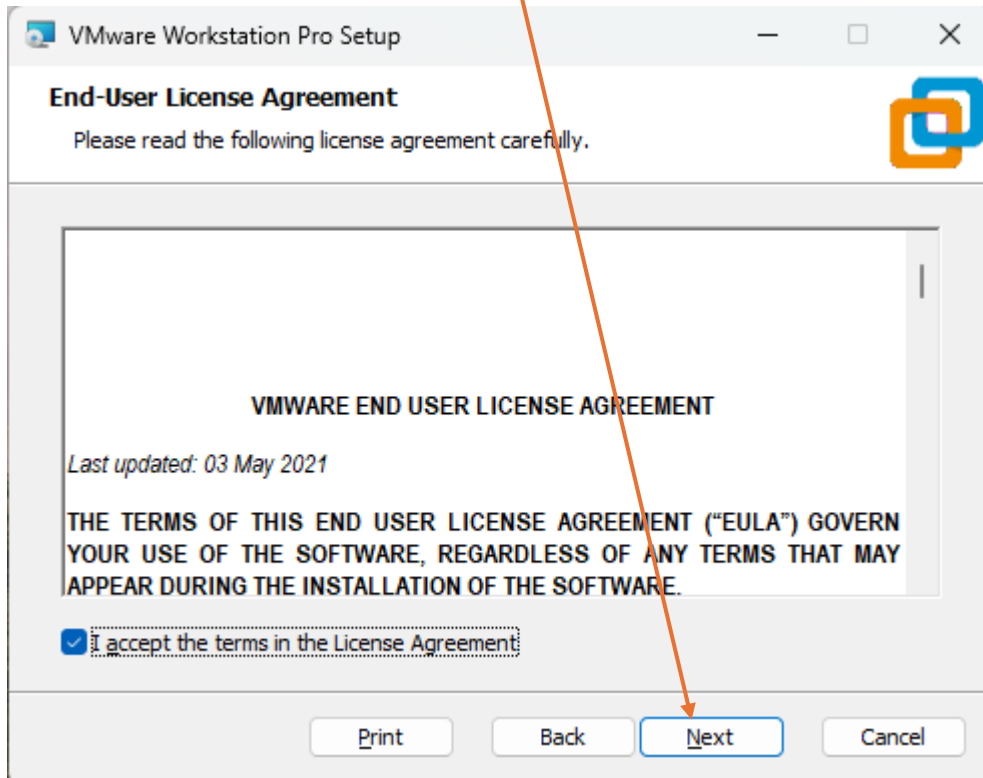 VMware Workstation Pro Setup
End-User License Agreement
Please read the following license agreement carefully.
VMWARE END USER LICENSE AGREEMENT
Last updated: 03 May 2021
THE TERMS OF THIS END USER LICENSE AGREEMENT (“EULA”) GOVERN
YOUR USE OF THE SOFTWARE, REGARDLESS OF ANY TERMS THAT MAY
APPEAR DURING THE INSTALLATION OF THE SOFTWARE.
I accept the terms in the License Agreement
Print Back Next Cancel